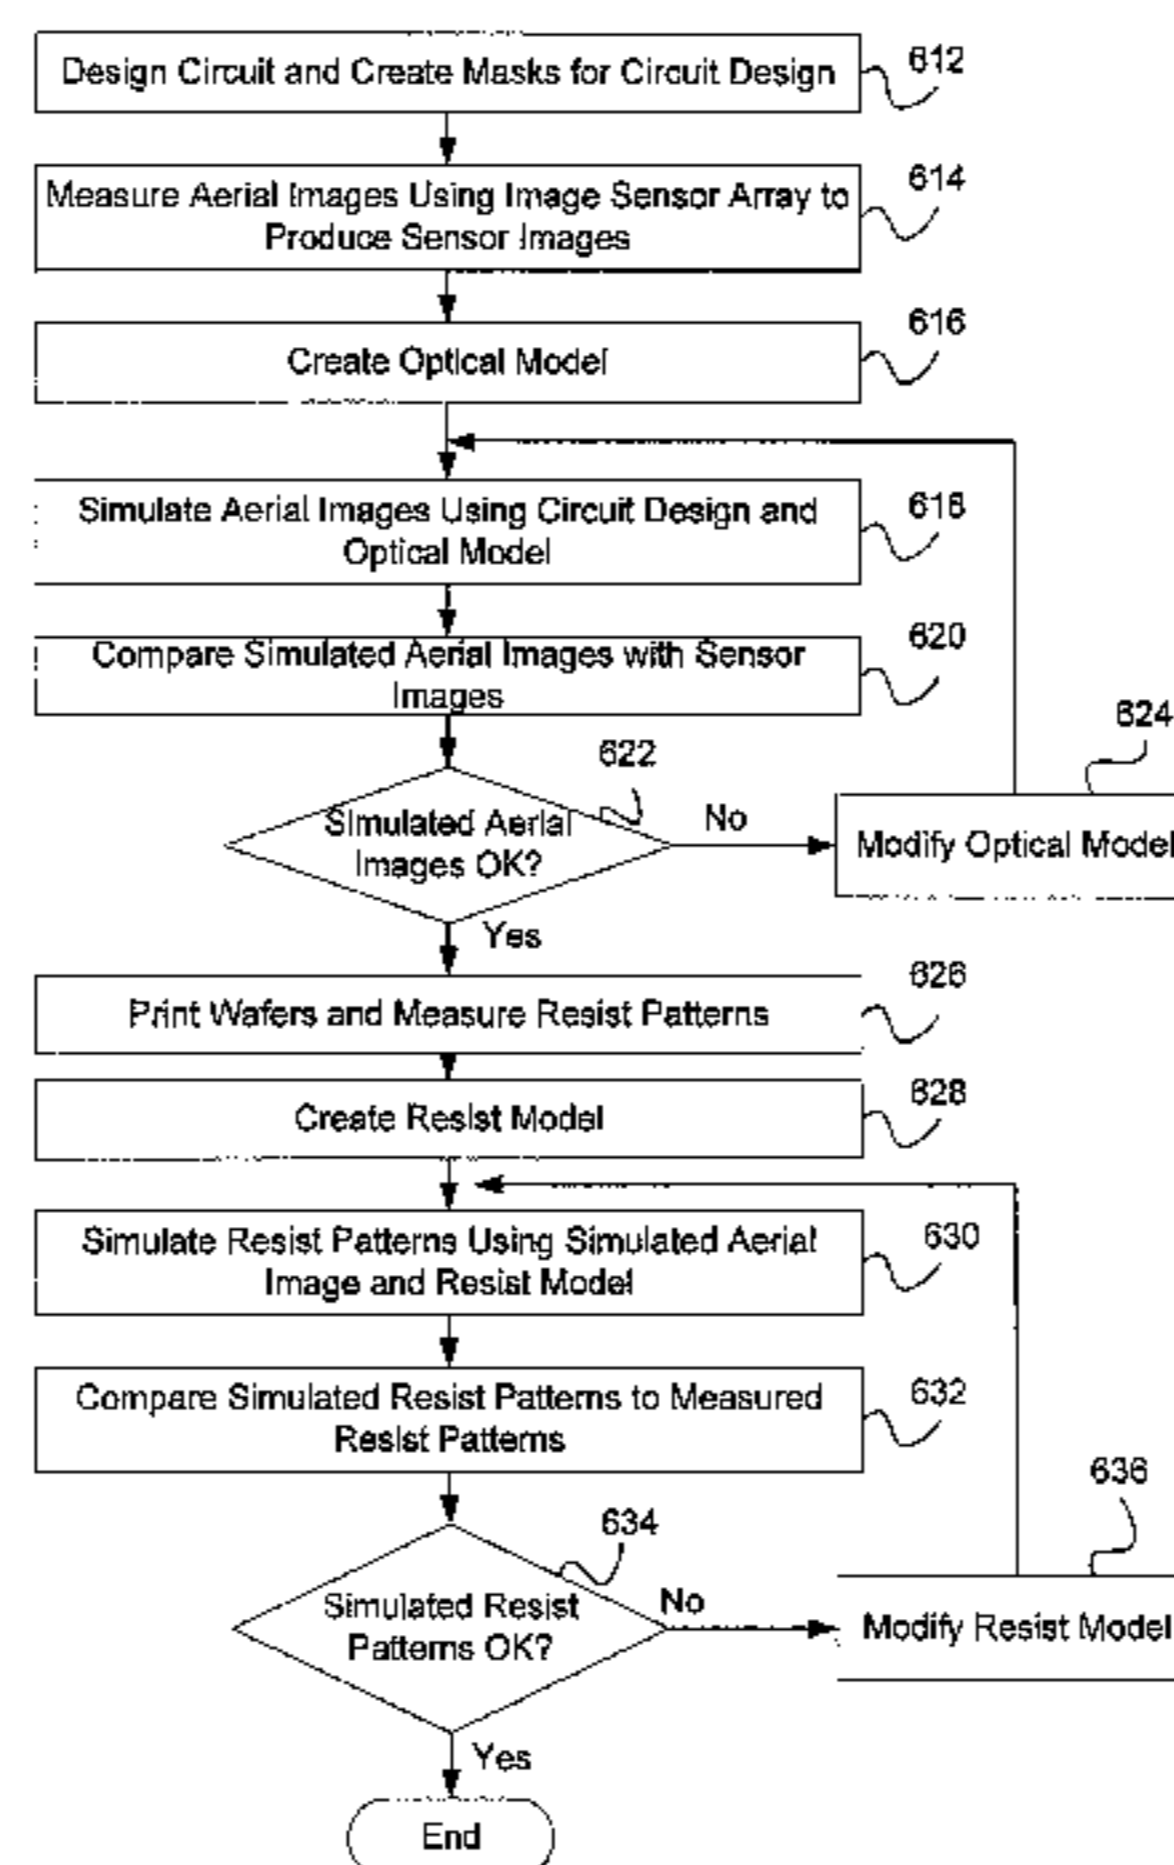 Design Circuit and Create Masks for Circuit Design
612
Measure Aerial Images Using Image Sensor Array to
Produce Sensor Images
614
Create Optical Model
616
Simulate Aerial Images Using Circuit Design and
Optical Model
618
Compare Simulated Aerial Images with Sensor
Images
620
Simulated Aerial
Images OK?
622
No
Modify Optical Model
624
Yes
Print Wafers and Measure Resist Patterns
626
Create Resist Model
628
Simulate Resist Patterns Using Simulated Aerial
Image and Resist Model
630
Compare Simulated Resist Patterns to Measured
Resist Patterns
632
Simulated Resist
Patterns OK?
634
No
Modify Resist Model
636
Yes
End